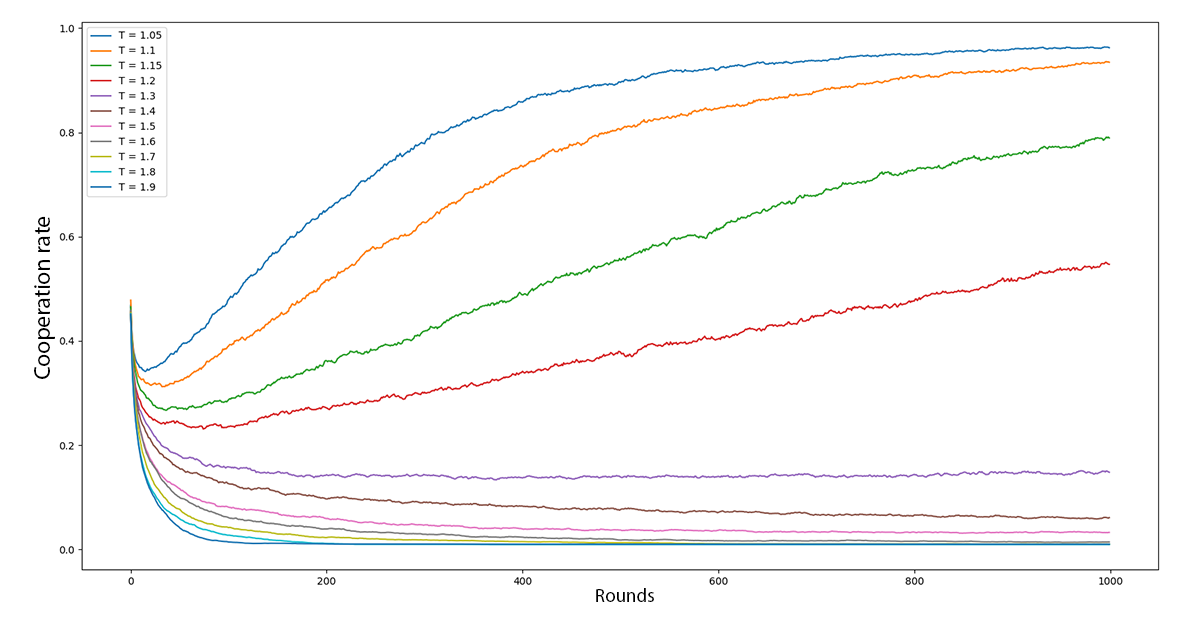 1.0
0.8
0.6
0.4
0.2
0.0
Cooperation rate
T = 1.05
T = 1.1
T = 1.15
T = 1.2
T = 1.3
T = 1.4
T = 1.5
T = 1.6
T = 1.7
T = 1.8
T = 1.9
0
200
400
600
800
1000
Rounds